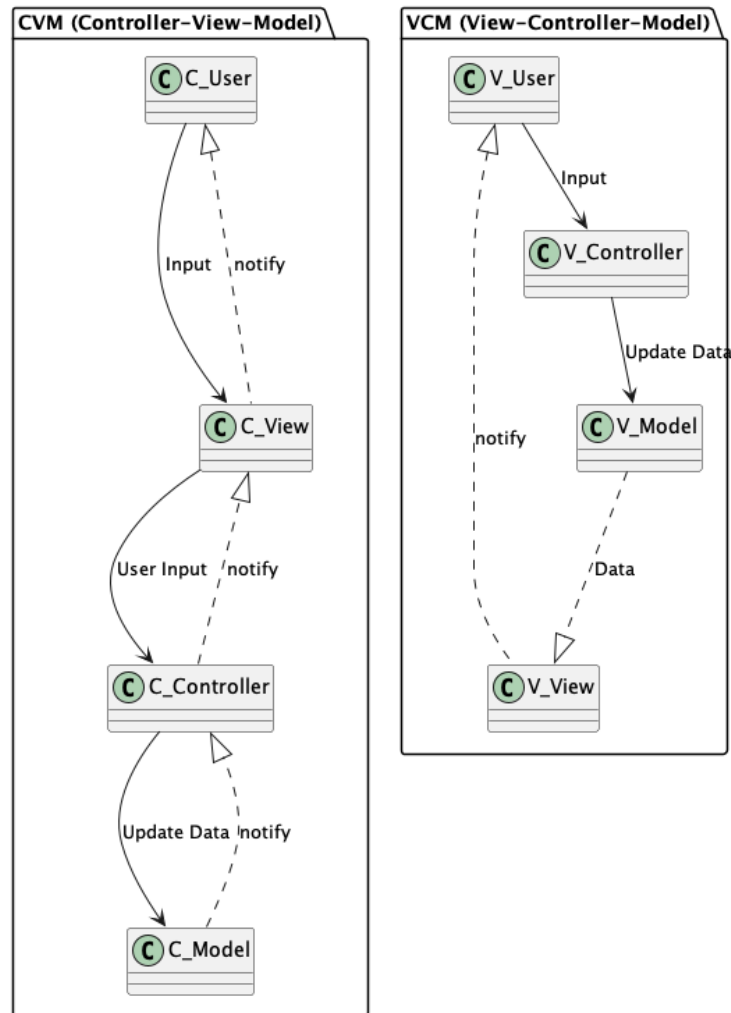 CVM (Controller-View-Model)
C C_User
Input
notify
C C_View
User Input
notify
C C_Controller
Update Data
notify
C C_Model
VCM (View-Controller-Model)
C V_User
Input
C V_Controller
Update Data
C V_Model
notify
Data
C V_View